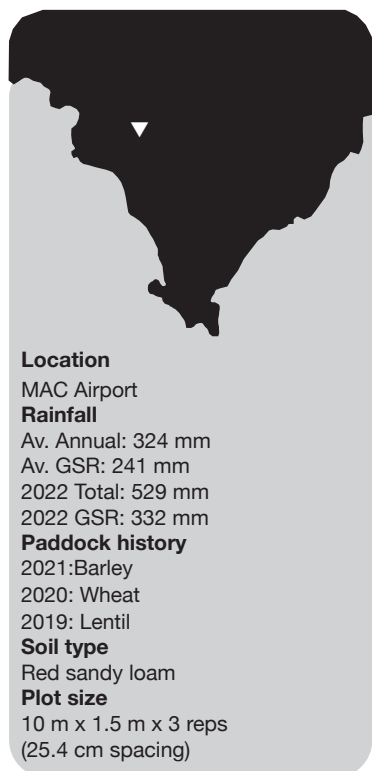 Location
MAC Airport
Rainfall
Av. Annual: 324 mm
Av. GSR: 241 mm
2022 Total: 529 mm
2022 GSR: 332 mm
Paddock history
2021:Barley
2020: Wheat
2019: Lentil
Soil type
Red sandy loam
Plot size
10 m x 1.5 m x 3 reps
(25.4 cm spacing)